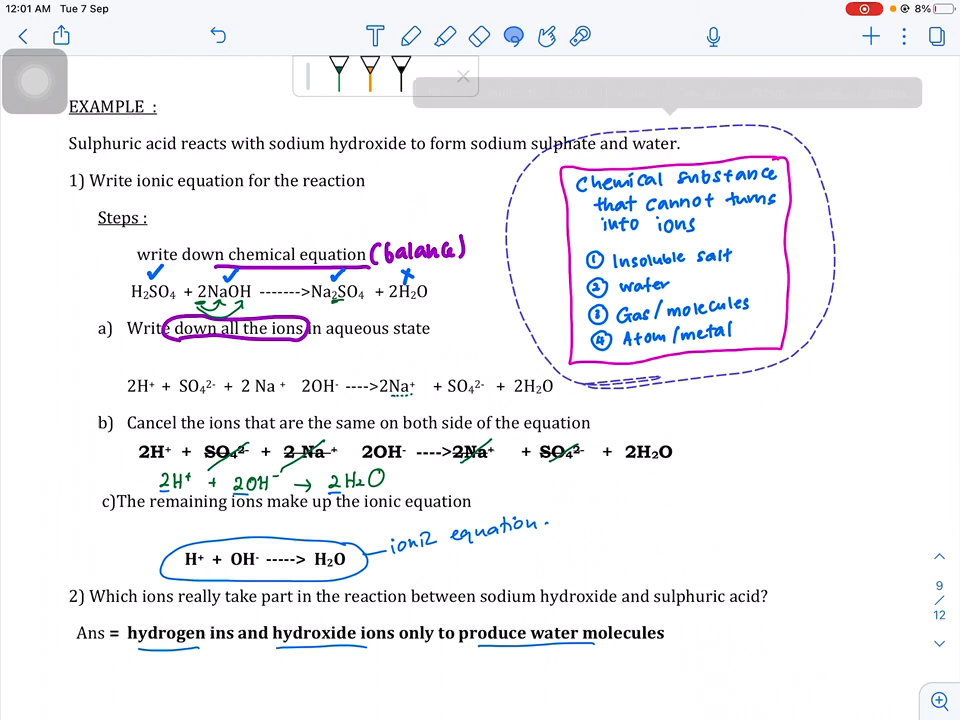 12:01 AM Tue 7 Sep
8%
EXAMPLE :
Sulphuric acid reacts with sodium hydroxide to form sodium sulphate and water.
1) Write ionic equation for the reaction
Steps :
write down chemical equation (balance)
H₂SO₄ + 2NaOH ------->Na₂SO₄ + 2H₂O
a) Write down all the ions in aqueous state
2H⁺ + SO₄²⁻ + 2 Na ⁺ 2OH⁻ ---->2Na⁺ + SO₄²⁻ + 2H₂O
b) Cancel the ions that are the same on both side of the equation
2H⁺ + SO₄²⁻ + 2 Na ⁺ 2OH⁻ ---->2Na⁺ + SO₄²⁻ + 2H₂O
2H⁺ + 2OH⁻ → 2H₂O
c)The remaining ions make up the ionic equation
H⁺ + OH⁻ -----> H₂O
ionic equation.
2) Which ions really take part in the reaction between sodium hydroxide and sulphuric acid?
Ans = hydrogen ins and hydroxide ions only to produce water molecules
Chemical substance
that cannot turns
into ions
① Insoluble salt
② water
③ Gas/molecules
④ Atom/metal
9
/
12